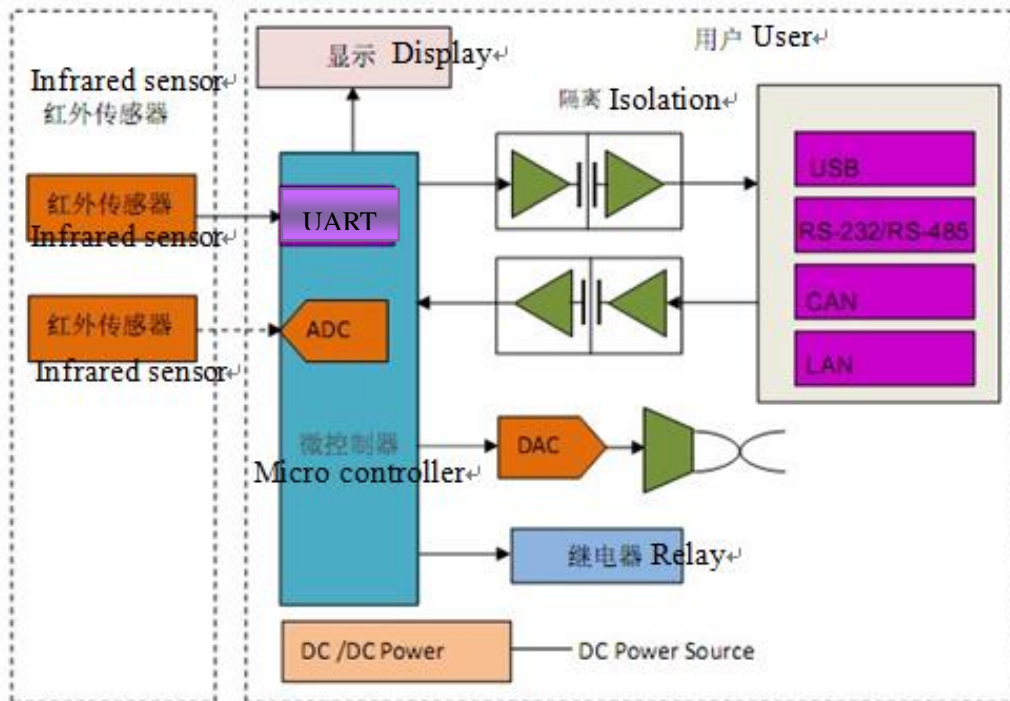 显示 Display↵
用户 User↵
Infrared sensor↵
红外传感器
隔离 Isolation↵
USB
红外传感器
UART
Infrared sensor↵
RS-232/RS-485
CAN
红外传感器
ADC
LAN
Infrared sensor↵
微控制器
DAC
Micro controller↵
继电器 Relay↵
DC /DC Power
DC Power Source